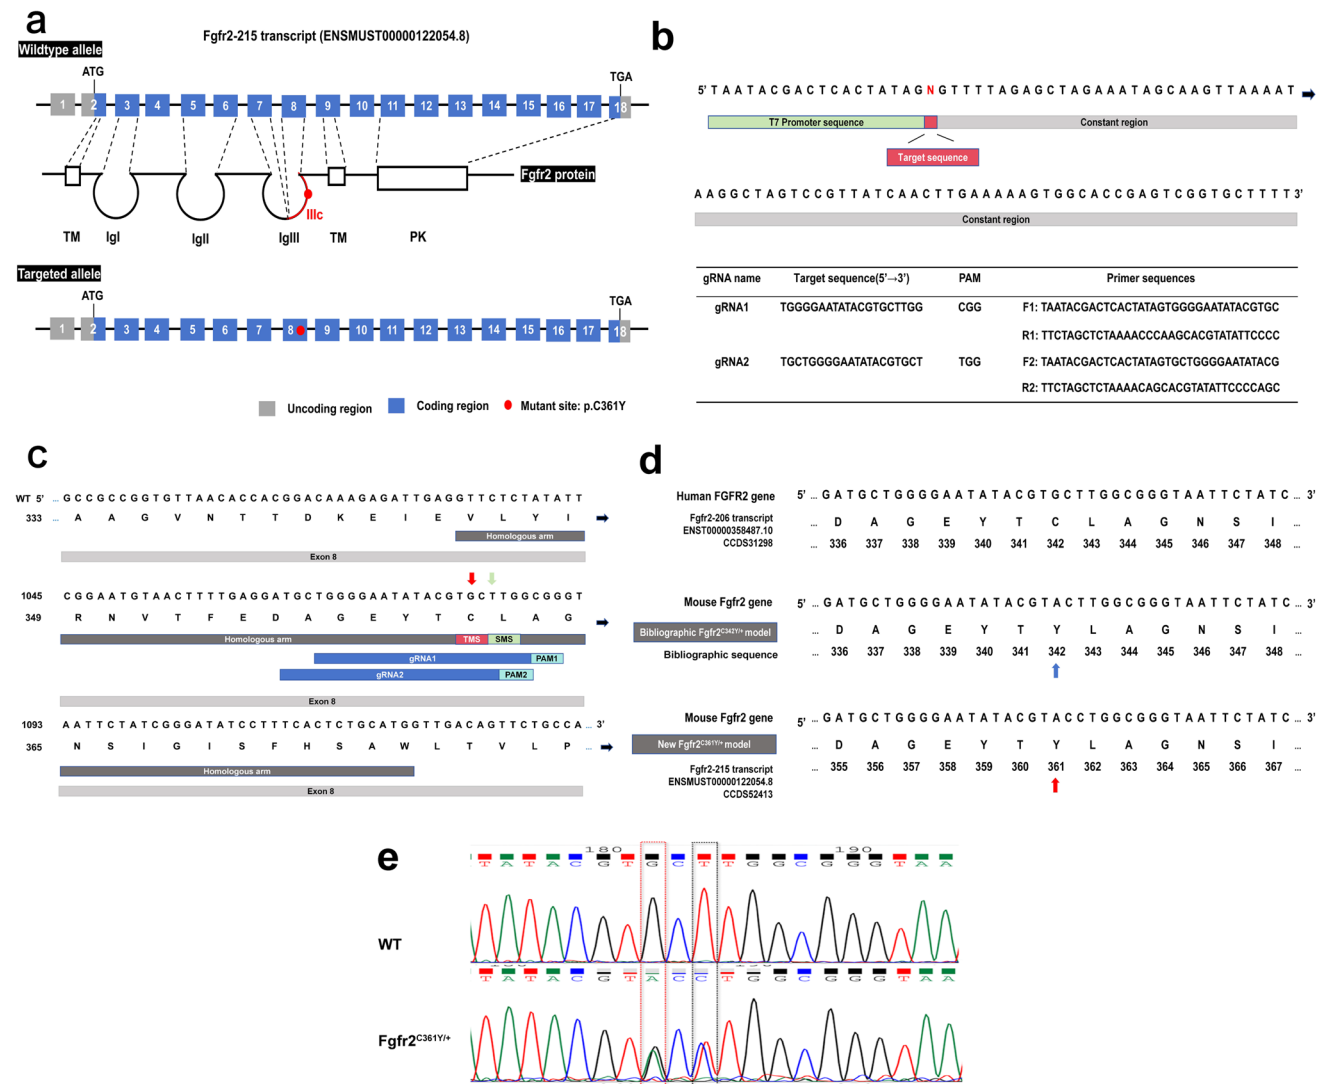 a
Fgfr2-215 transcript (ENSMUST00000122054.8)
Wildtype allele
ATG
TGA
1 2 3 4 5 6 7 8 9 10 11 12 13 14 15 16 17 18
Fgfr2 protein
IIIc
TM IgI IgII IgIII TM PK
Targeted allele
ATG
TGA
1 2 3 4 5 6 7 8 9 10 11 12 13 14 15 16 17 18
Uncoding region Coding region Mutant site: p.C361Y
b
5' T A A T A C G A C T C A C T A T A G N G T T T T A G A G C T A G A A A T A G C A A G T T A A A A T
T7 Promoter sequence Constant region
Target sequence
A A G G C T A G T C C G T T A T C A A C T T G A A A A A G T G G C A C C G A G T C G G T G C T T T T 3'
Constant region
gRNA name Target sequence(5'→3') PAM Primer sequences
gRNA1 TGGGGAATATACGTGCTTGG CGG F1: TAATACGACTCACTATAGTGGGGAATATACGTGC
R1: TTCTAGCTCTAAAACCCAAGCACGTATATTCCCC
gRNA2 TGCTGGGGAATATACGTGCT TGG F2: TAATACGACTCACTATAGTGCTGGGGAATATACG
R2: TTCTAGCTCTAAAACAGCACGTATATTCCCCAGC
c
WT 5' ... G C C G C C G G T G T T A A C A C C A C G G A C A A A G A G A T T G A G G T T C T C T A T A T T
333 ... A A G V N T T D K E I E V L Y I
Homologous arm
Exon 8
1045 C G G A A T G T A A C T T T T G A G G A T G C T G G G G A A T A T A C G T G C T T G G C G G G T
349 R N V T F E D A G E Y T C L A G
Homologous arm TMS SMS
gRNA1 PAM1
gRNA2 PAM2
Exon 8
1093 A A T T C T A T C G G G A T A T C C T T T C A C T C T G C A T G G T T G A C A G T T C T G C C A ... 3'
365 N S I G I S F H S A W L T V L P ...
Homologous arm
Exon 8
d
Human FGFR2 gene 5' ... G A T G C T G G G G A A T A T A C G T G C T T G G C G G G T A A T T C T A T C ... 3'
Fgfr2-206 transcript
ENST00000358487.10
CCDS31298
... D A G E Y T C L A G N S I ...
... 336 337 338 339 340 341 342 343 344 345 346 347 348 ...
Mouse Fgfr2 gene 5' ... G A T G C T G G G G A A T A T A C G T A C T T G G C G G G T A A T T C T A T C ... 3'
Bibliographic Fgfr2C342Y/+ model ... D A G E Y T Y L A G N S I ...
Bibliographic sequence ... 336 337 338 339 340 341 342 343 344 345 346 347 348 ...
Mouse Fgfr2 gene 5' ... G A T G C T G G G G A A T A T A C G T A C C T G G C G G G T A A T T C T A T C ... 3'
New Fgfr2C361Y/+ model ... D A G E Y T Y L A G N S I ...
Fgfr2-215 transcript ... 355 356 357 358 359 360 361 362 363 364 365 366 367 ...
ENSMUST00000122054.8
CCDS52413
e
180 190
T A T A C G T G C T T G G C G G G T A A
WT
T A T A C G T A C C T G G C G G G T A A
Fgfr2C361Y/+